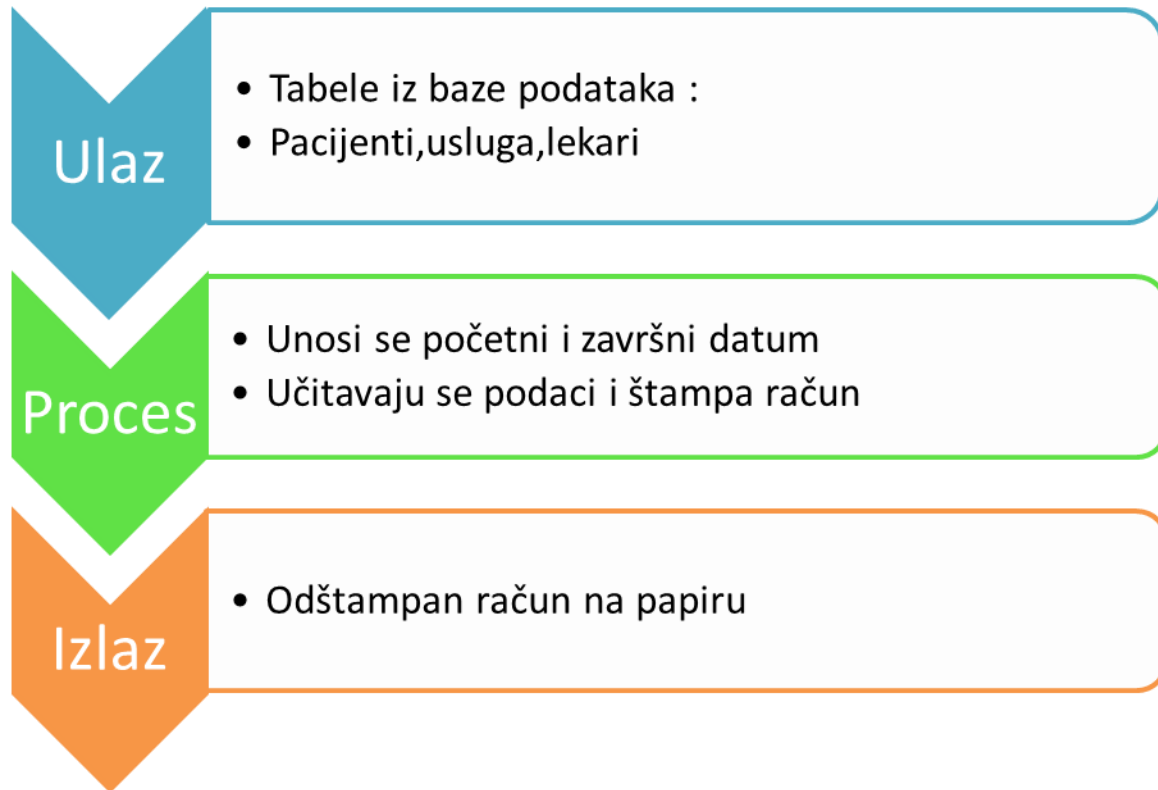 Ulaz
• Tabele iz baze podataka :
• Pacijenti,usluga,lekari
Proces
• Unosi se početni i završni datum
• Učitavaju se podaci i štampa račun
Izlaz
• Odštampan račun na papiru